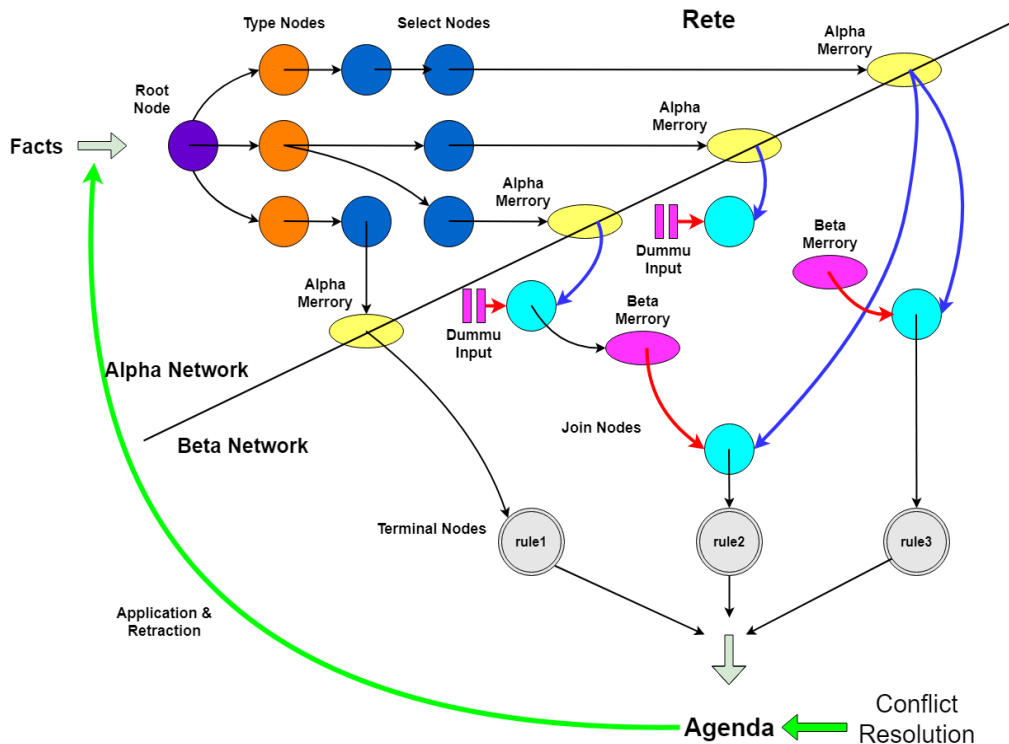 Type Nodes
Select Nodes
Rete
Alpha
Merrory
Root
Node
Alpha
Merrory
Facts
Alpha
Merrory
Dummu
Input
Beta
Merrory
Alpha
Merrory
Dummu
Input
Beta
Merrory
Alpha Network
Beta Network
Join Nodes
Terminal Nodes
rule1
rule2
rule3
Application &
Retraction
Agenda
Conflict
Resolution